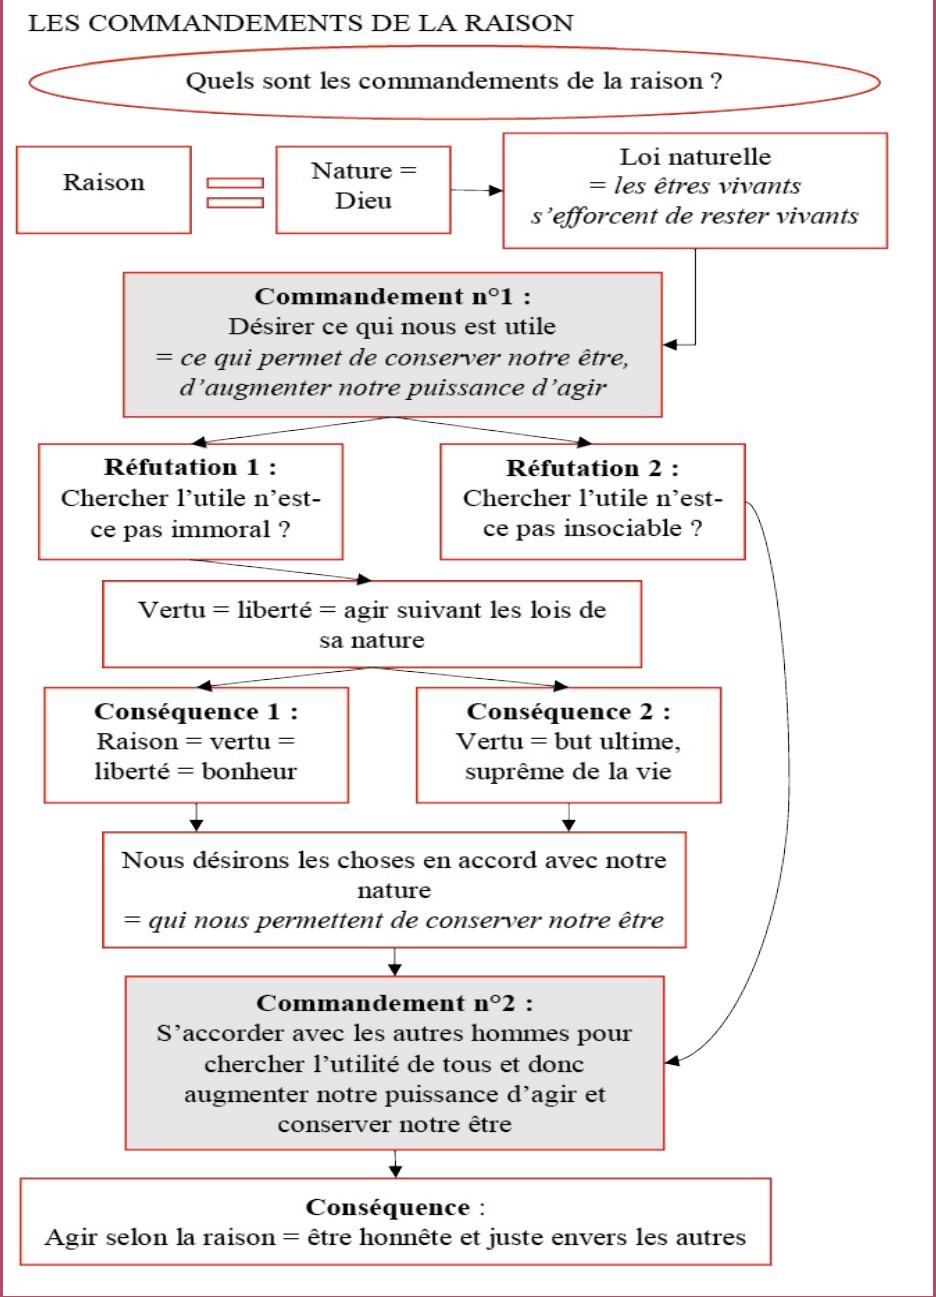 LES COMMANDEMENTS DE LA RAISON
Quels sont les commandements de la raison ?
Raison
Nature =
Dieu
Loi naturelle
= les êtres vivants
s’efforcent de rester vivants
Commandement n°1 :
Désirer ce qui nous est utile
= ce qui permet de conserver notre être,
d’augmenter notre puissance d’agir
Réfutation 1 :
Chercher l’utile n’est-
ce pas immoral ?
Réfutation 2 :
Chercher l’utile n’est-
ce pas insociable ?
Vertu = liberté = agir suivant les lois de
sa nature
Conséquence 1 :
Raison = vertu =
liberté = bonheur
Conséquence 2 :
Vertu = but ultime,
suprême de la vie
Nous désirons les choses en accord avec notre
nature
= qui nous permettent de conserver notre être
Commandement n°2 :
S’accorder avec les autres hommes pour
chercher l’utilité de tous et donc
augmenter notre puissance d’agir et
conserver notre être
Conséquence :
Agir selon la raison = être honnête et juste envers les autres